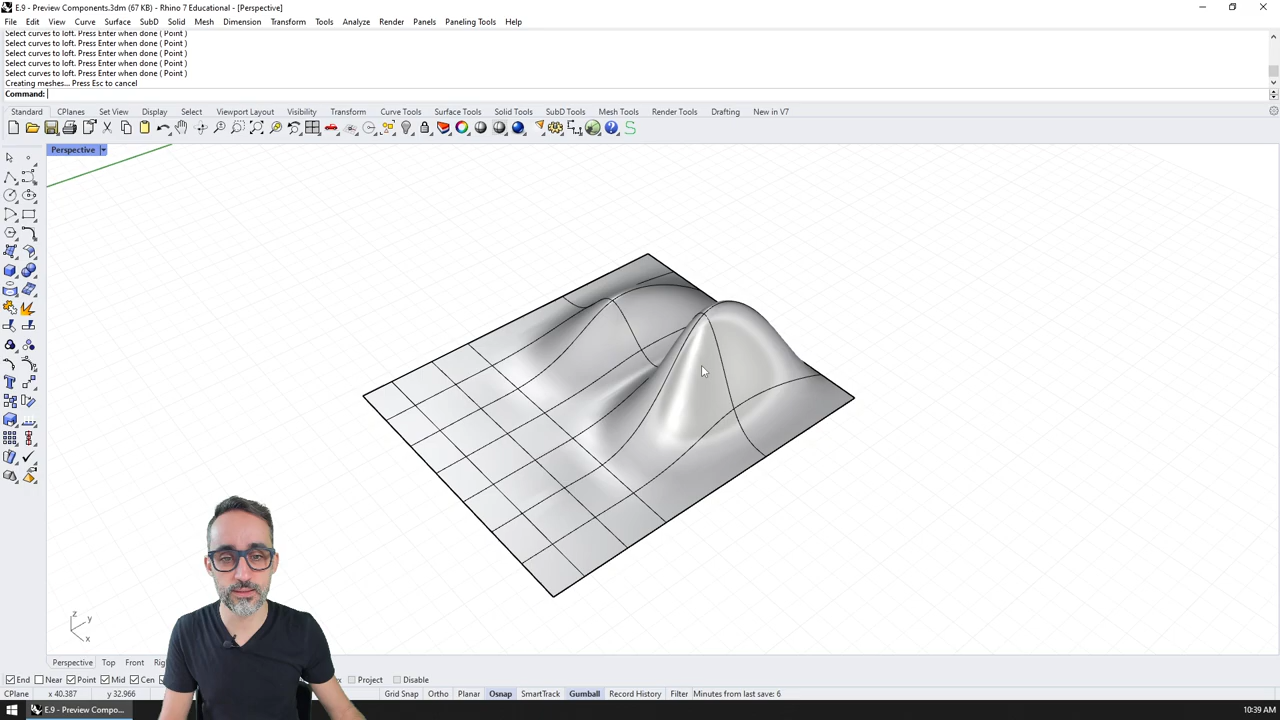 E.9 - Preview Components.3dm (67 KB) - Rhino 7 Educational - [Perspective]
File Edit View Curve Surface SubD Solid Mesh Dimension Transform Tools Analyze Render Panels Paneling Tools Help
Select curves to loft. Press Enter when done ( Point )
Select curves to loft. Press Enter when done ( Point )
Select curves to loft. Press Enter when done ( Point )
Select curves to loft. Press Enter when done ( Point )
Select curves to loft. Press Enter when done ( Point )
Creating meshes... Press Esc to cancel
Command:
Standard CPlanes Set View Display Select Viewport Layout Visibility Transform Curve Tools Surface Tools Solid Tools SubD Tools Mesh Tools Render Tools Drafting New in V7
Perspective
z
y
x
Perspective Top Front
End Near Point Mid Cen Project Disable
CPlane x 40.387 y 32.966 Grid Snap Ortho Planar Osnap SmartTrack Gumball Record History Filter Minutes from last save: 6
E.9 - Preview Compo... 10:39 AM